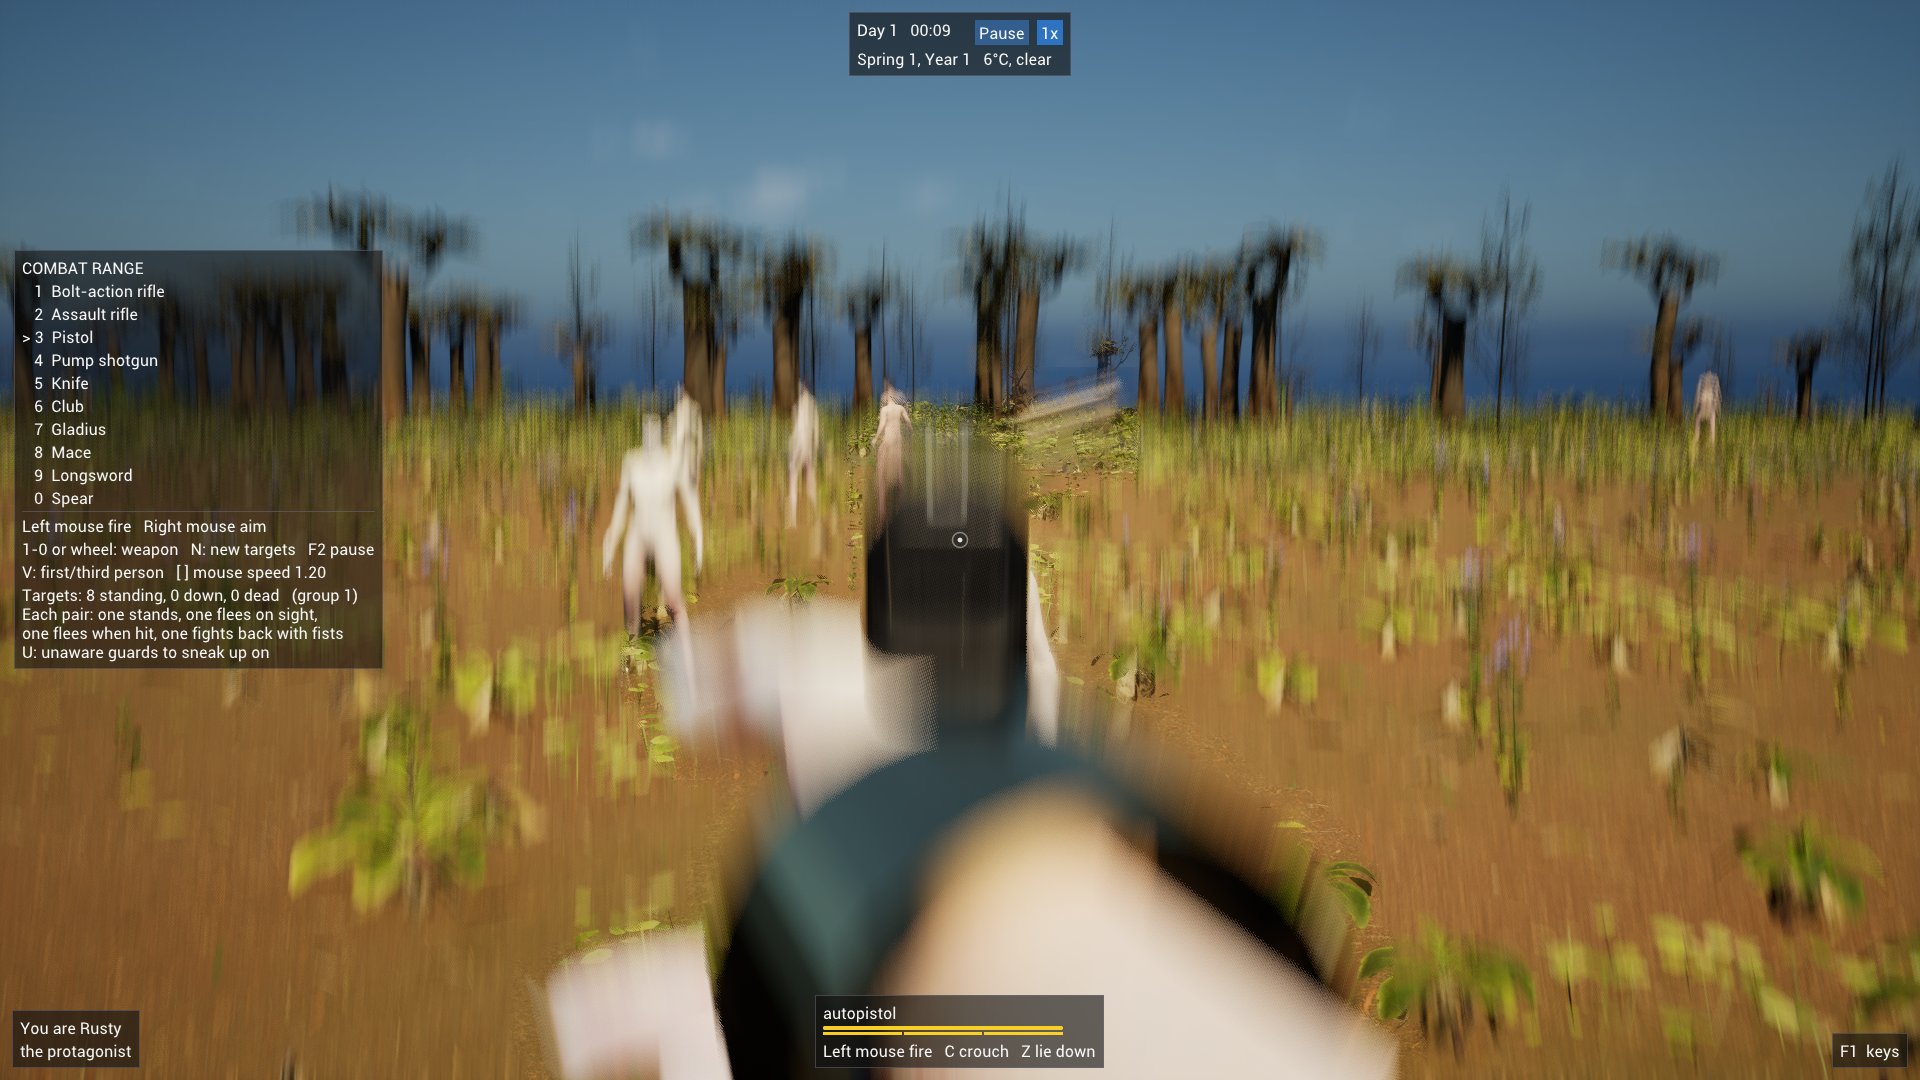 Day 1 00:09 Pause 1x
Spring 1, Year 1 6°C, clear
COMBAT RANGE
1 Bolt-action rifle
2 Assault rifle
> 3 Pistol
4 Pump shotgun
5 Knife
6 Club
7 Gladius
8 Mace
9 Longsword
0 Spear
Left mouse fire Right mouse aim
1-0 or wheel: weapon N: new targets F2 pause
V: first/third person [ ] mouse speed 1.20
Targets: 8 standing, 0 down, 0 dead (group 1)
Each pair: one stands, one flees on sight,
one flees when hit, one fights back with fists
U: unaware guards to sneak up on
You are Rusty
the protagonist
autopistol
Left mouse fire C crouch Z lie down
F1 keys